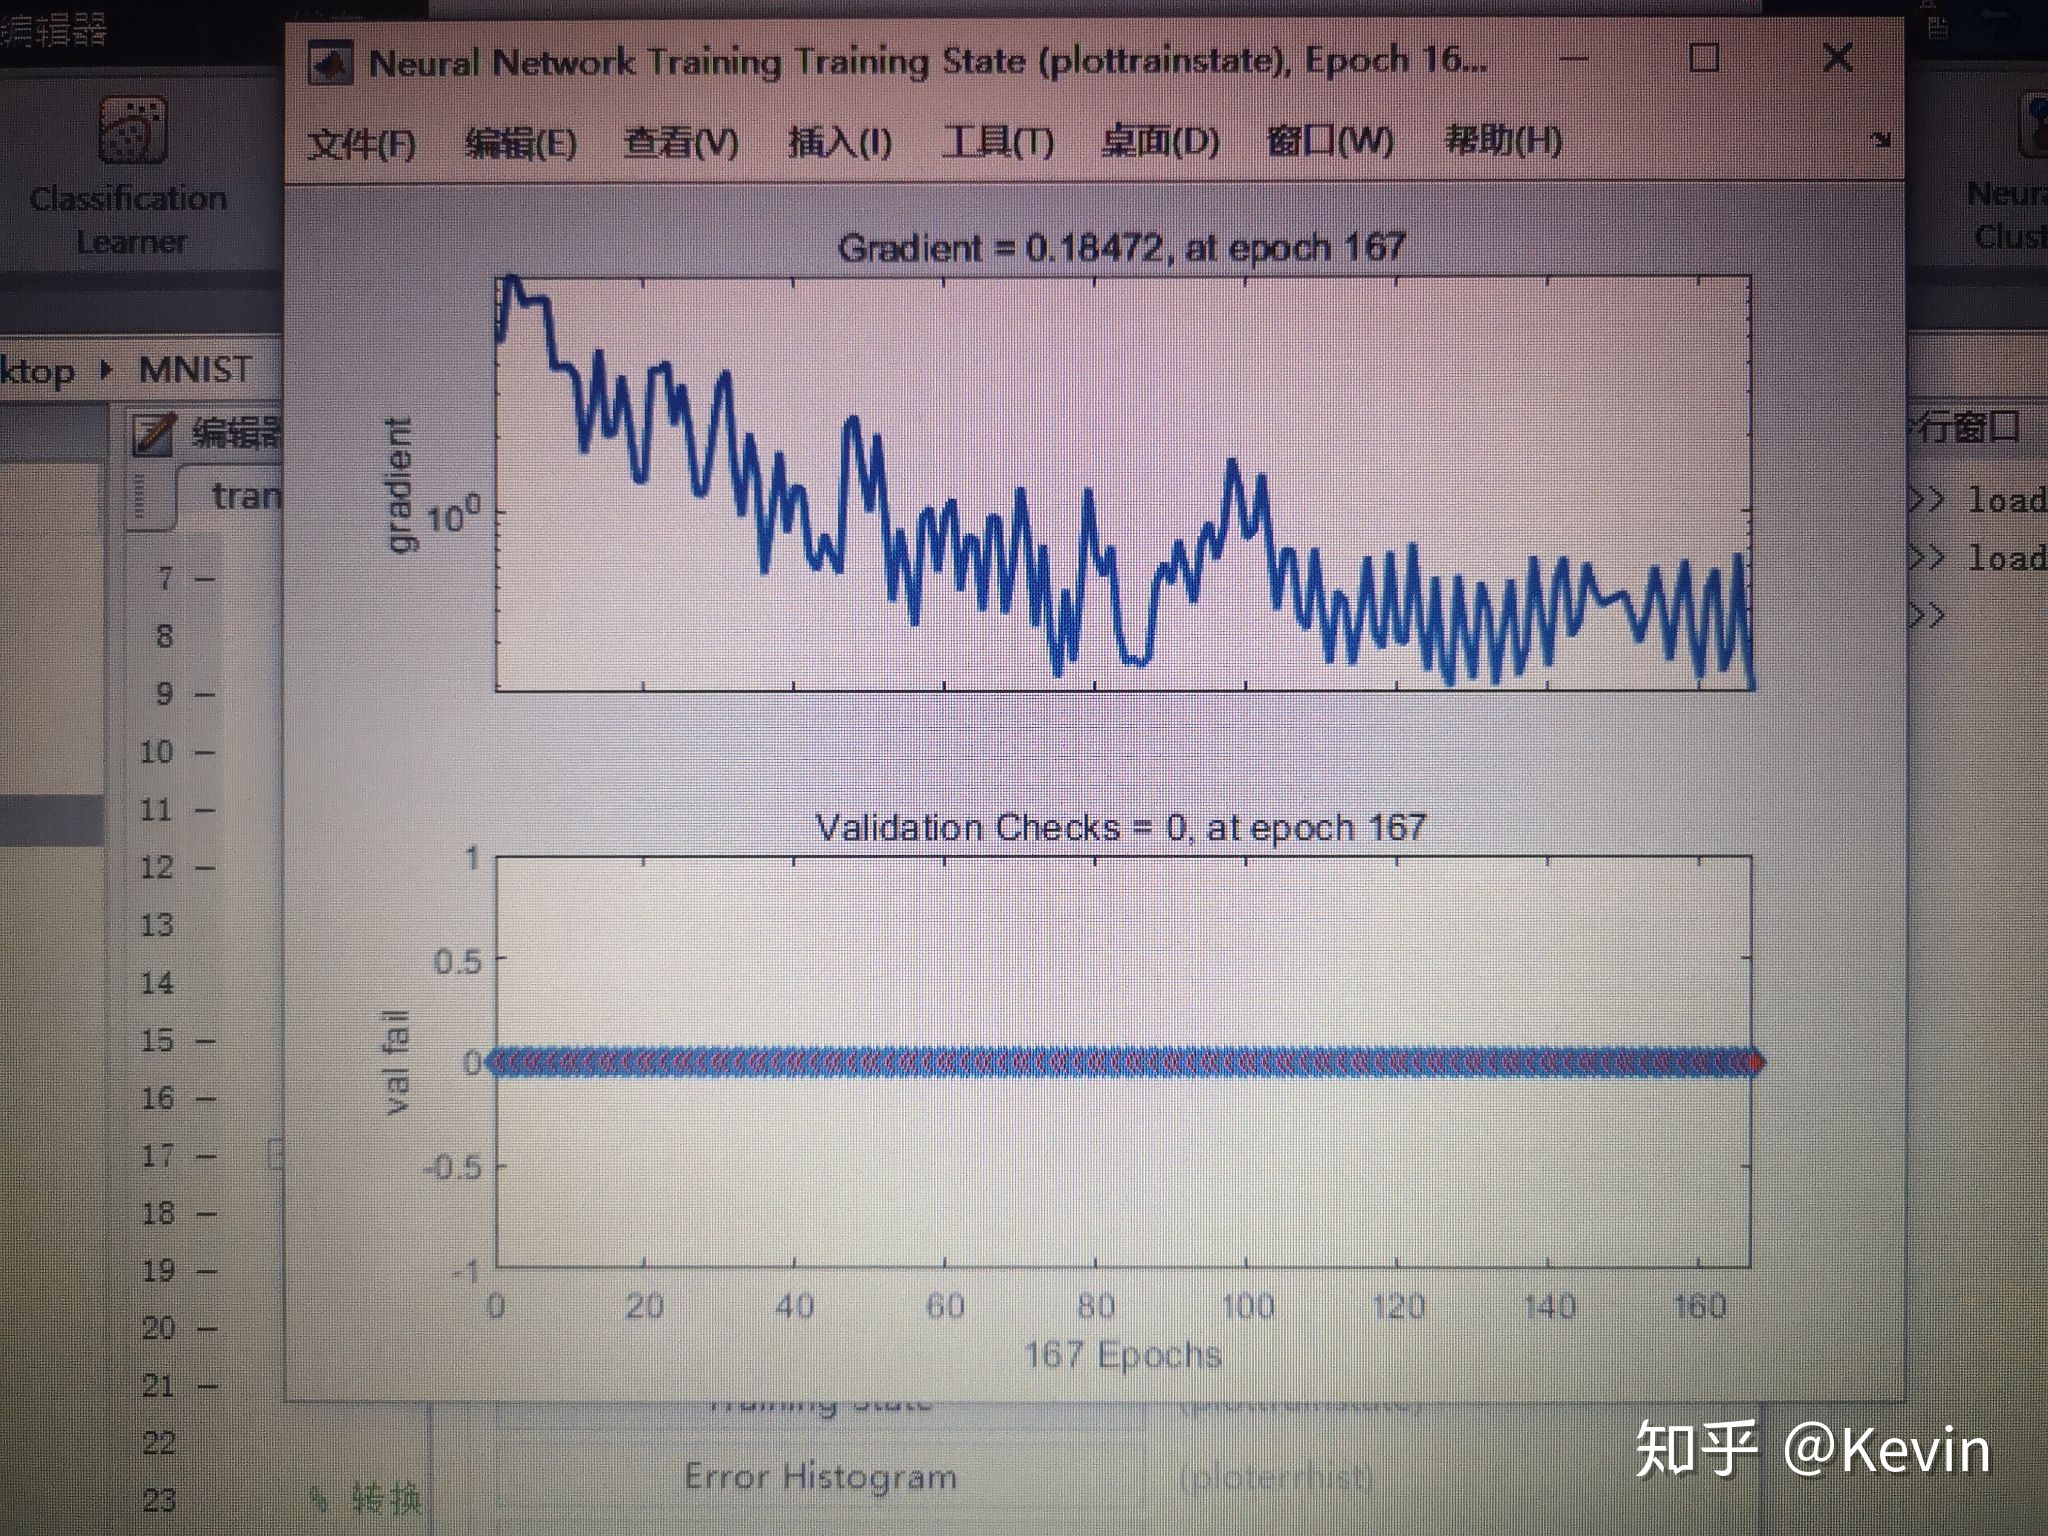 编辑器
Neural Network Training Training State (plottrainstate), Epoch 16...
文件(F) 编辑(E) 查看(V) 插入(I) 工具(T) 桌面(D) 窗口(W) 帮助(H)
Classification
Learner
Neura
Clust
ktop MNIST
编辑器
行窗口
tran
>> load
>> load
>>
Gradient = 0.18472, at epoch 167
gradient
10⁰
7 —
8
9 —
10 —
11 —
12 —
13
14
15 —
16 —
17 —
18 —
19 —
20 —
21 —
22
23 % 转换
Validation Checks = 0, at epoch 167
val fail
1
0.5
0
-0.5
-1
0 20 40 60 80 100 120 140 160
167 Epochs
Training State (plottrainstate)
Error Histogram (ploterrhist)
知乎 @Kevin